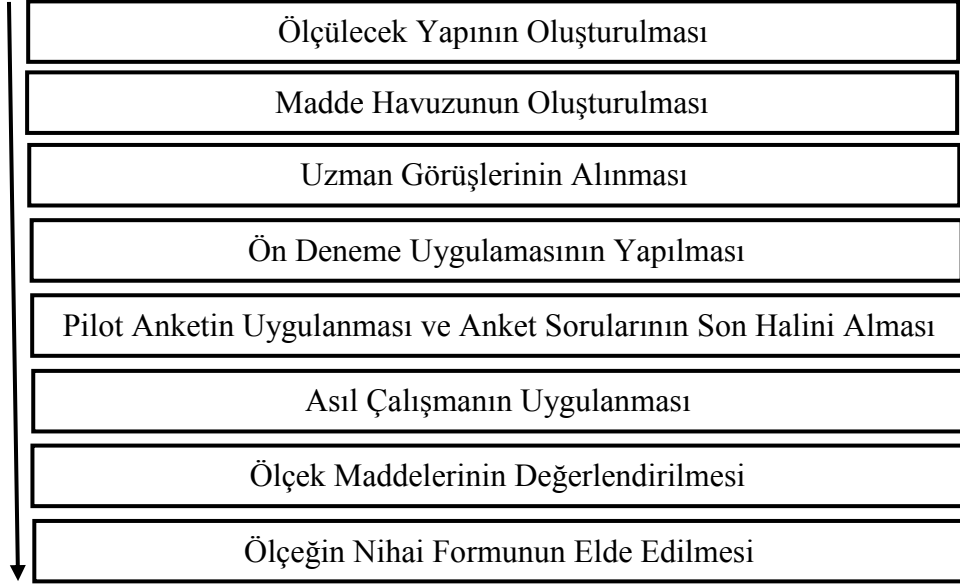 Ölçülecek Yapının Oluşturulması
Madde Havuzunun Oluşturulması
Uzman Görüşlerinin Alınması
Ön Deneme Uygulamasının Yapılması
Pilot Anketin Uygulanması ve Anket Sorularının Son Halini Alması
Asıl Çalışmanın Uygulanması
Ölçek Maddelerinin Değerlendirilmesi
Ölçeğin Nihai Formunun Elde Edilmesi